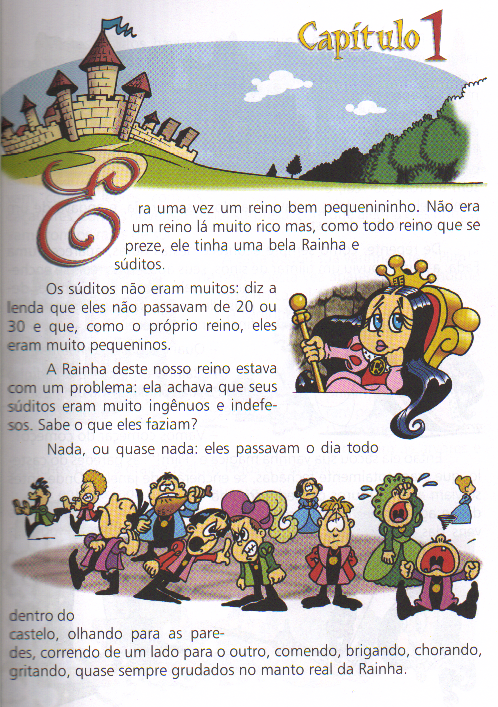 Capítulo 1
Era uma vez um reino bem pequenininho. Não era
um reino lá muito rico mas, como todo reino que se
preze, ele tinha uma bela Rainha e
súditos.
Os súditos não eram muitos: diz a
lenda que eles não passavam de 20 ou
30 e que, como o próprio reino, eles
eram muito pequeninos.
A Rainha deste nosso reino estava
com um problema: ela achava que seus
súditos eram muito ingênuos e indefe-
sos. Sabe o que eles faziam?
Nada, ou quase nada: eles passavam o dia todo
dentro do
castelo, olhando para as pare-
des, correndo de um lado para o outro, comendo, brigando, chorando,
gritando, quase sempre grudados no manto real da Rainha.
R